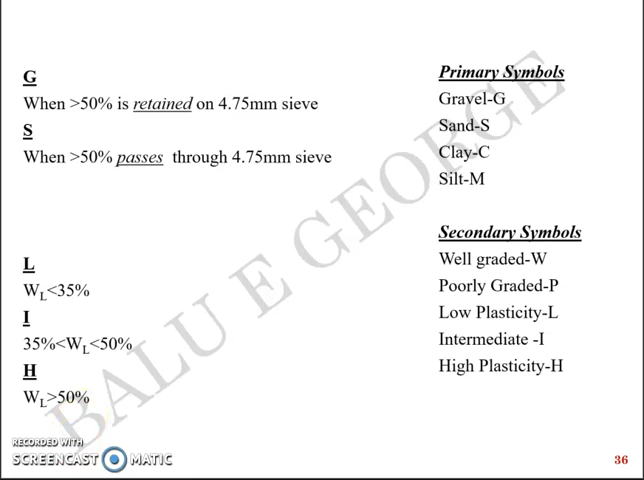 G
When >50% is retained on 4.75mm sieve
S
When >50% passes through 4.75mm sieve
L
WL<35%
I
35%<WL<50%
H
WL>50%
Primary Symbols
Gravel-G
Sand-S
Clay-C
Silt-M
Secondary Symbols
Well graded-W
Poorly Graded-P
Low Plasticity-L
Intermediate -I
High Plasticity-H
BALU E GEORGE
RECORDED WITH
SCREENCAST MATIC
36